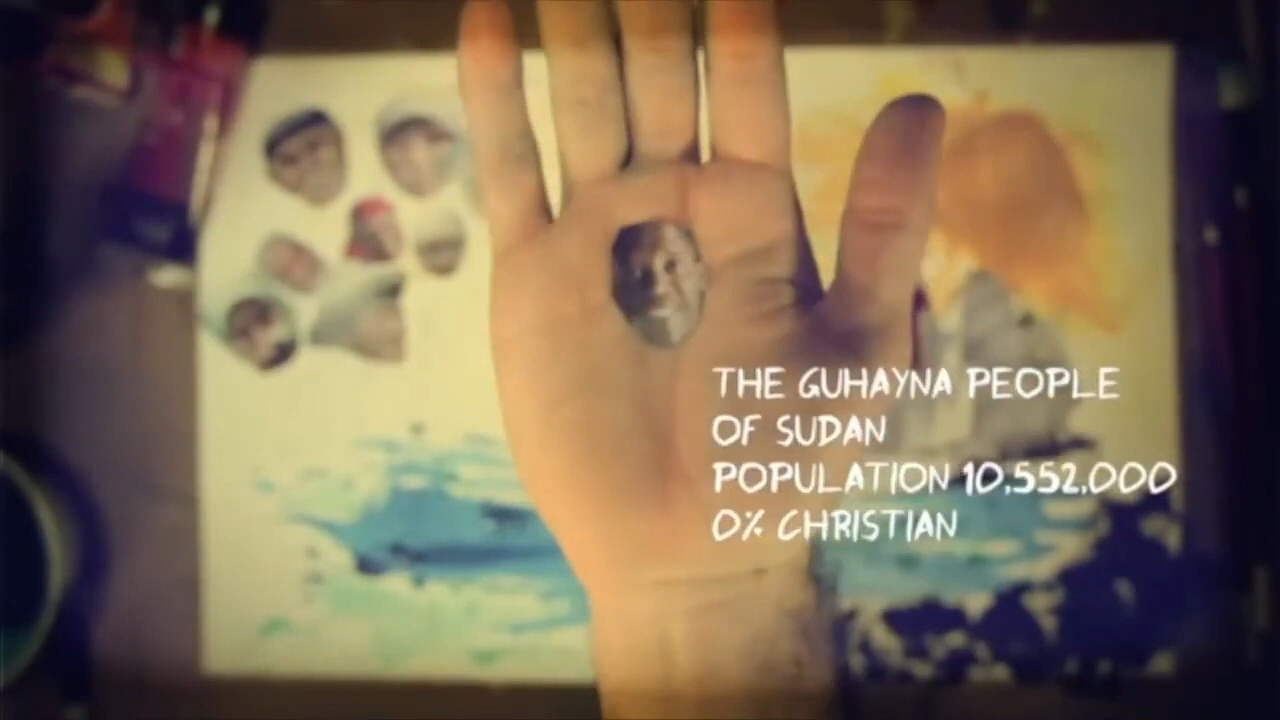 THE GUHAYNA PEOPLE
OF SUDAN
POPULATION 10,552,000
0% CHRISTIAN